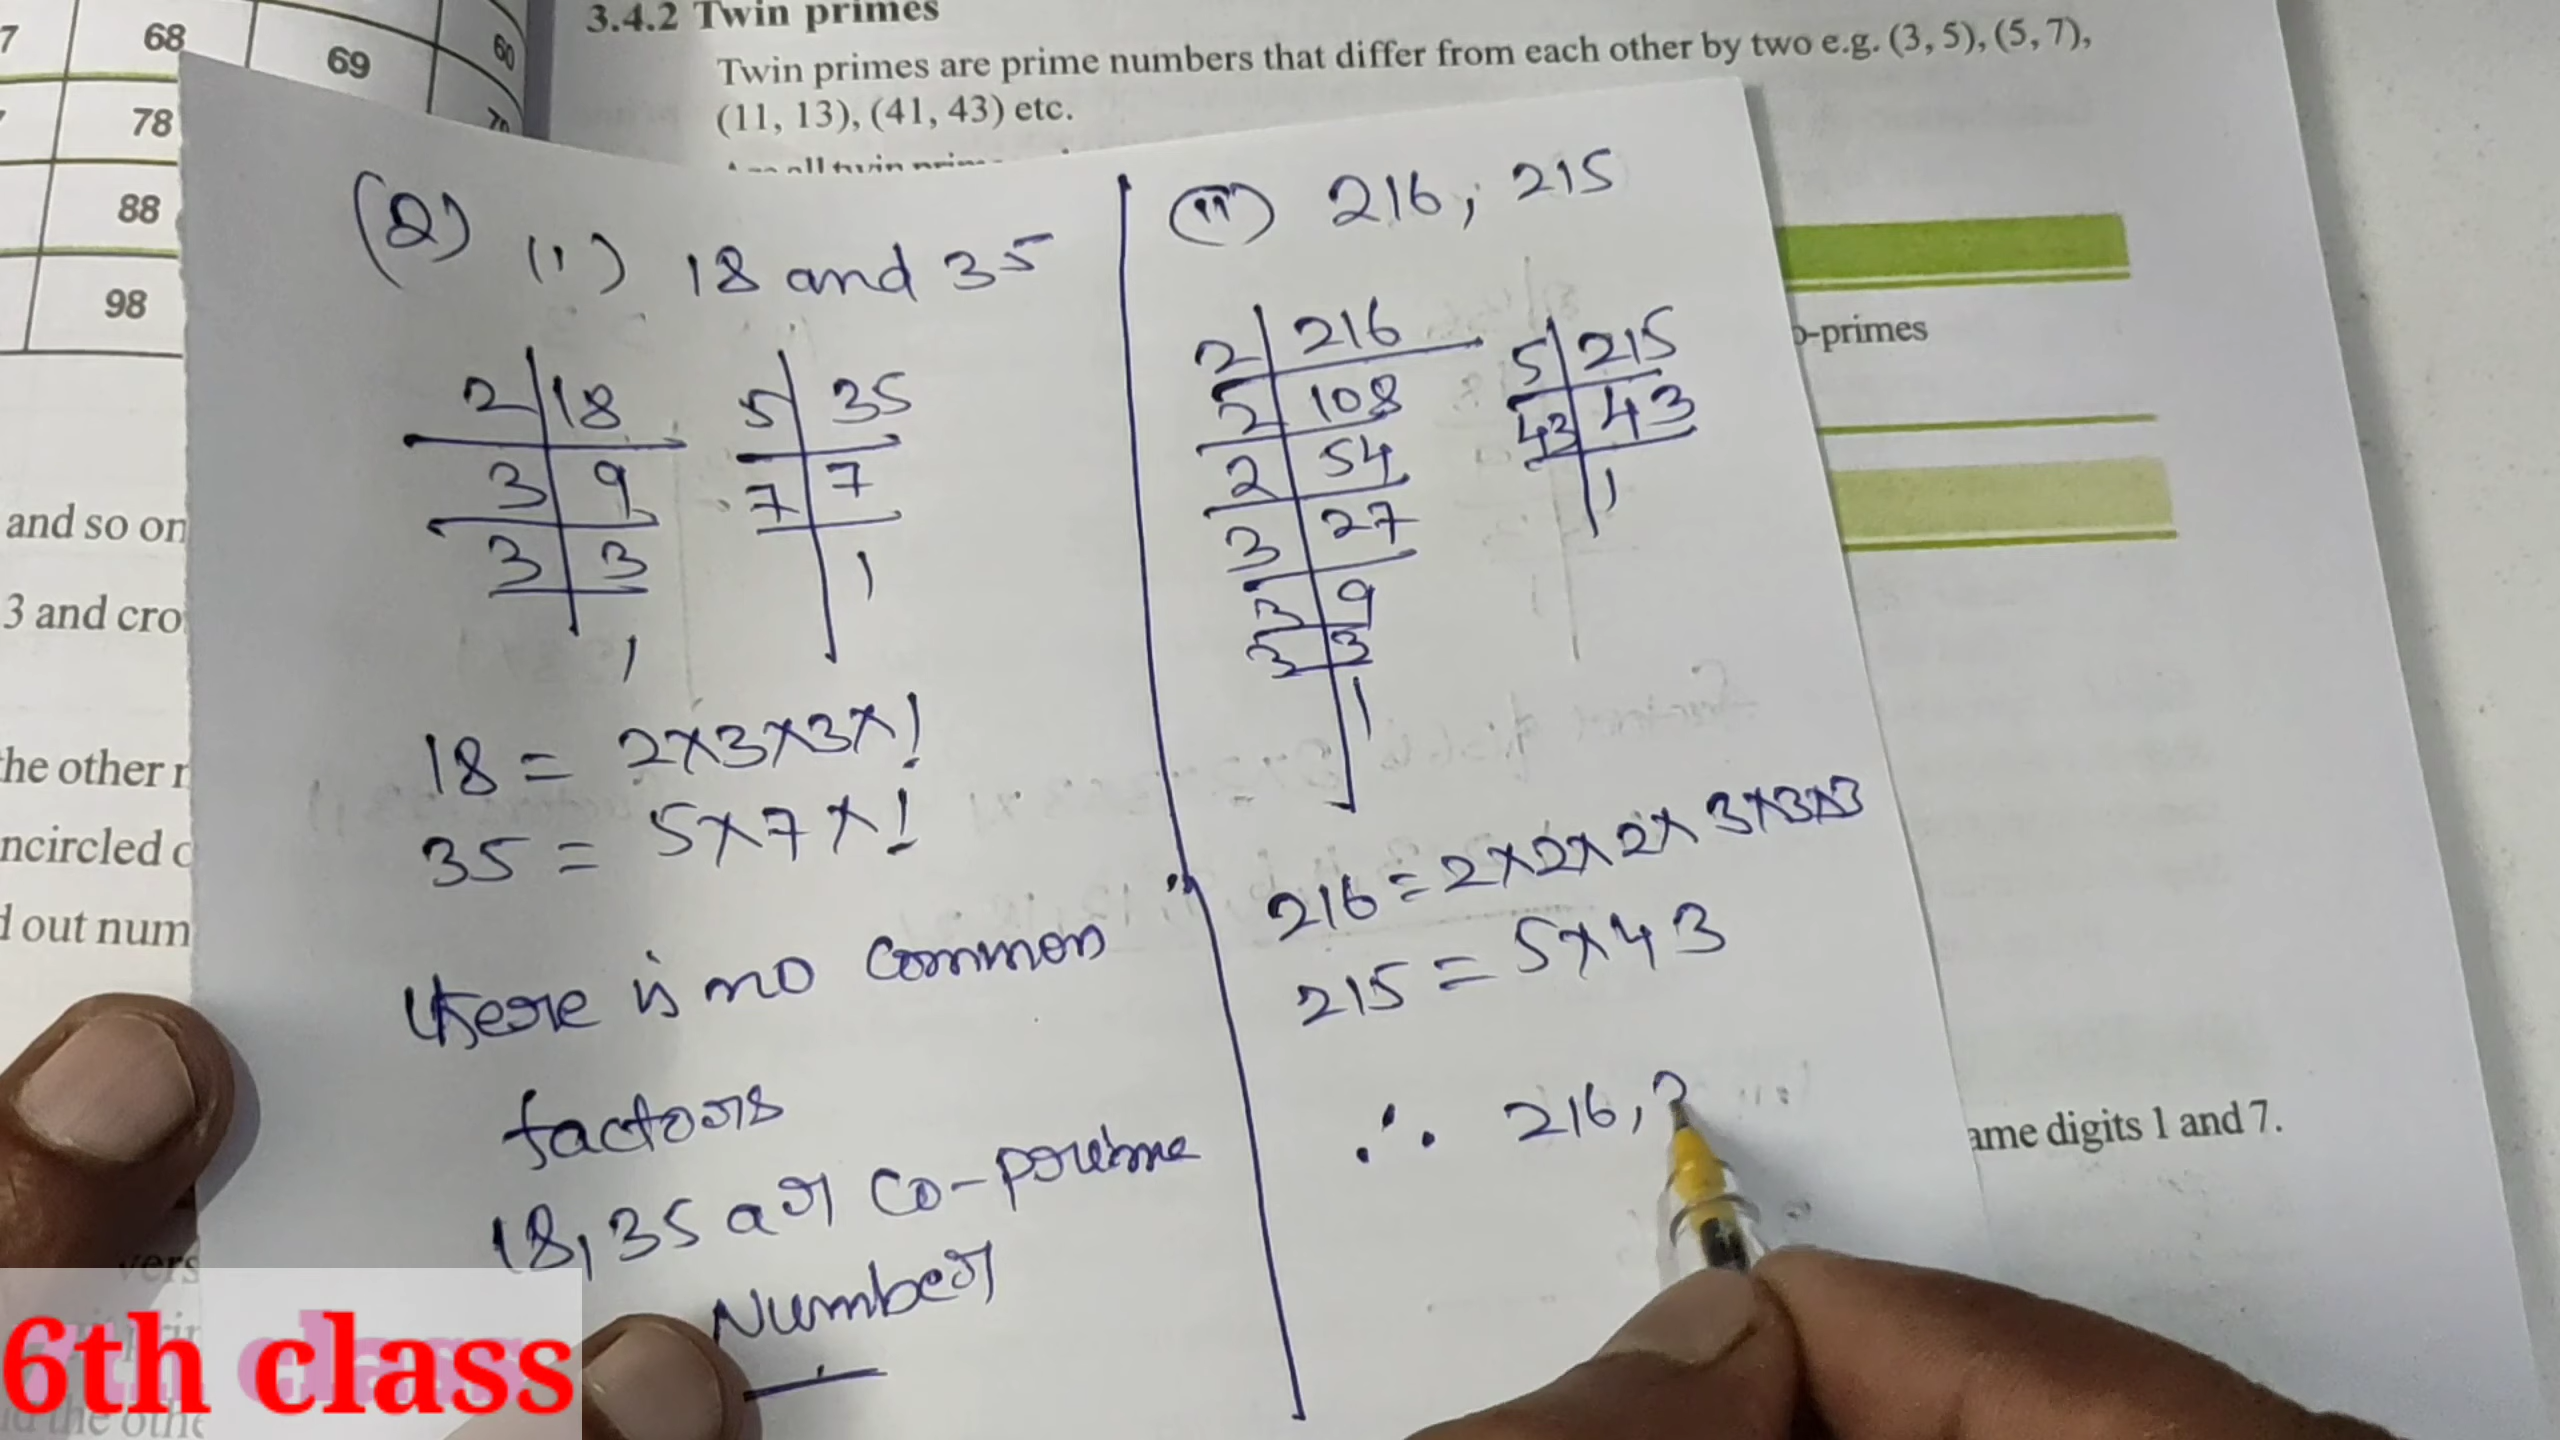 3.4.2 Twin primes
Twin primes are prime numbers that differ from each other by two e.g. (3, 5), (5, 7),
(11, 13), (41, 43) etc.
7 68 69 60
78
88
98
and so on
3 and cro
the other
ncircled
d out num
(2) (i) 18 and 35
2 18
3 9
3 3
1
5 35
7 7
1
18 = 2×3×3×1
35 = 5×7×1
there is no common
factors
18, 35 are co-prime
Number
(ii) 216, 215
2 216
2 108
2 54
3 27
3 9
3 3
1
5 215
43 43
1
216 = 2×2×2×3×3×3
215 = 5×43
∴ 216, 2
o-primes
ame digits 1 and 7.
6th class